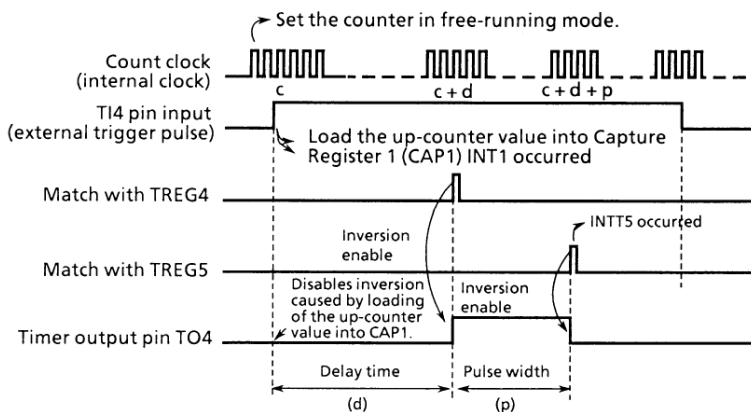 Set the counter in free-running mode.
Count clock
(internal clock)
c
c + d
c + d + p
TI4 pin input
(external trigger pulse)
Load the up-counter value into Capture
Register 1 (CAP1) INT1 occurred
Match with TREG4
INTT5 occurred
Inversion
enable
Match with TREG5
Disables inversion
caused by loading
of the up-counter
value into CAP1.
Inversion
enable
Timer output pin TO4
Delay time
Pulse width
(d)
(p)